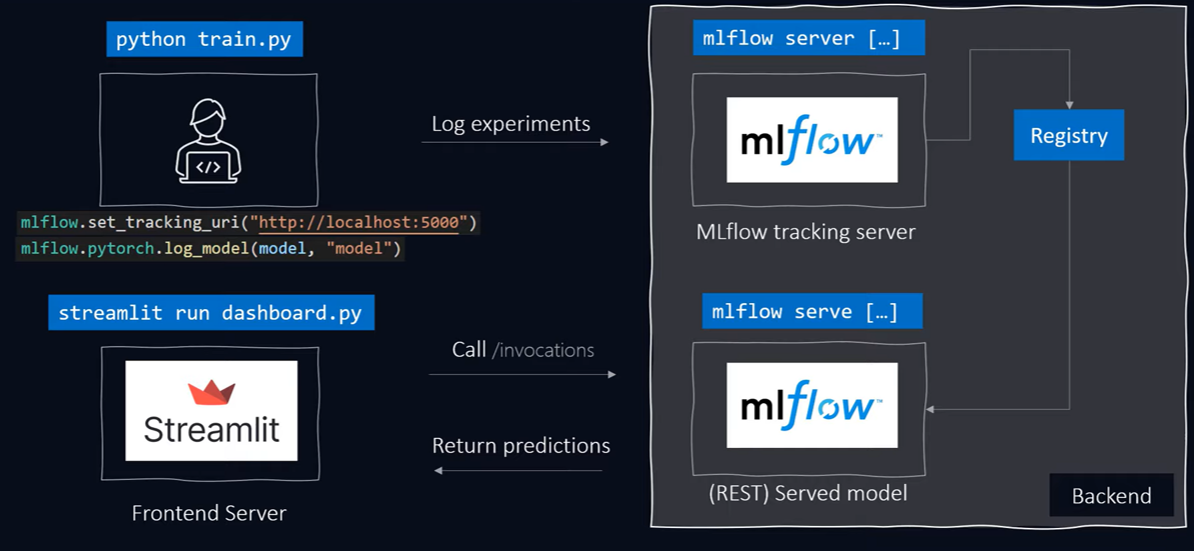 python train.py
mlflow server […]
</>
Log experiments
mlflow™
Registry
mlflow.set_tracking_uri("http://localhost:5000")
mlflow.pytorch.log_model(model, "model")
MLflow tracking server
streamlit run dashboard.py
mlflow serve […]
Call /invocations
Streamlit
mlflow™
Return predictions
(REST) Served model
Frontend Server
Backend